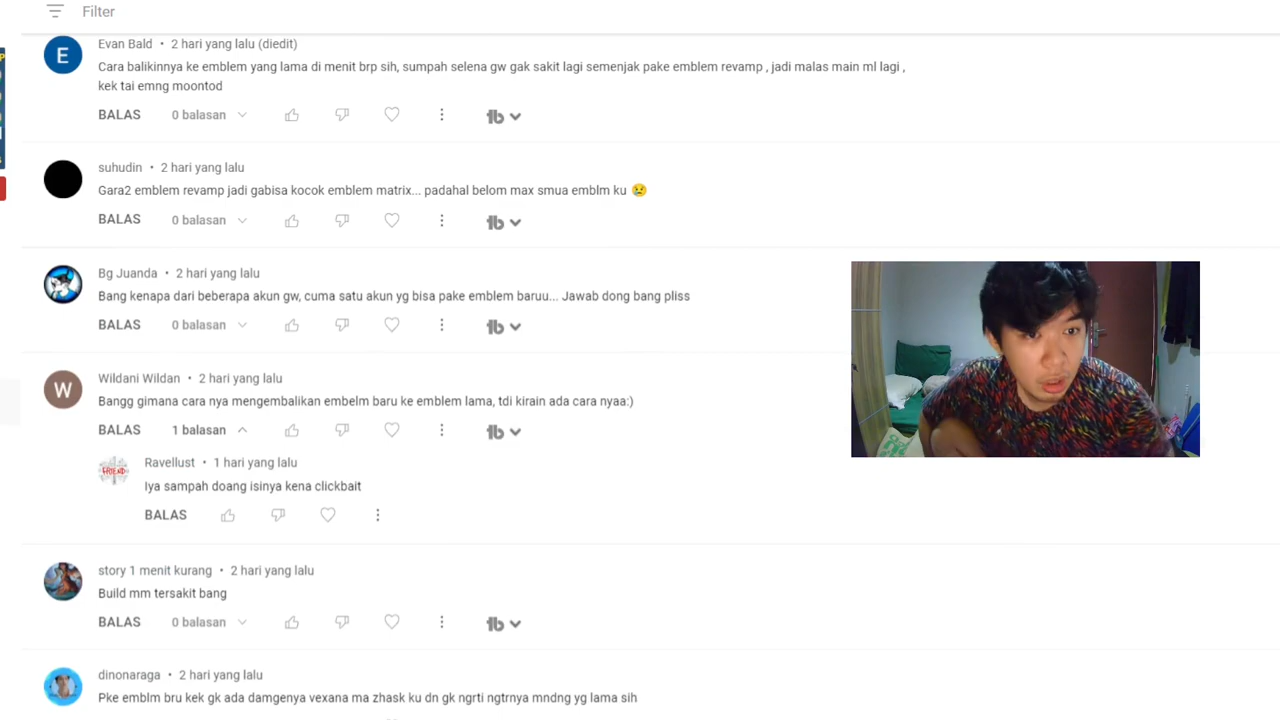 Filter
E
Evan Bald • 2 hari yang lalu (diedit)
Cara balikinnya ke emblem yang lama di menit brp sih, sumpah selena gw gak sakit lagi semenjak pake emblem revamp , jadi malas main ml lagi ,
kek tai emng moontod
BALAS 0 balasan
suhudin • 2 hari yang lalu
Gara2 emblem revamp jadi gabisa kocok emblem matrix... padahal belom max smua emblm ku 😢
BALAS 0 balasan
Bg Juanda • 2 hari yang lalu
Bang kenapa dari beberapa akun gw, cuma satu akun yg bisa pake emblem baruu... Jawab dong bang pliss
BALAS 0 balasan
W
Wildani Wildan • 2 hari yang lalu
Bangg gimana cara nya mengembalikan embelm baru ke emblem lama, tdi kirain ada cara nyaa:)
BALAS 1 balasan
FRIEND
Ravellust • 1 hari yang lalu
Iya sampah doang isinya kena clickbait
BALAS
story 1 menit kurang • 2 hari yang lalu
Build mm tersakit bang
BALAS 0 balasan
dinonaraga • 2 hari yang lalu
Pke emblm bru kek gk ada damgenya vexana ma zhask ku dn gk ngrti ngtrnya mndng yg lama sih